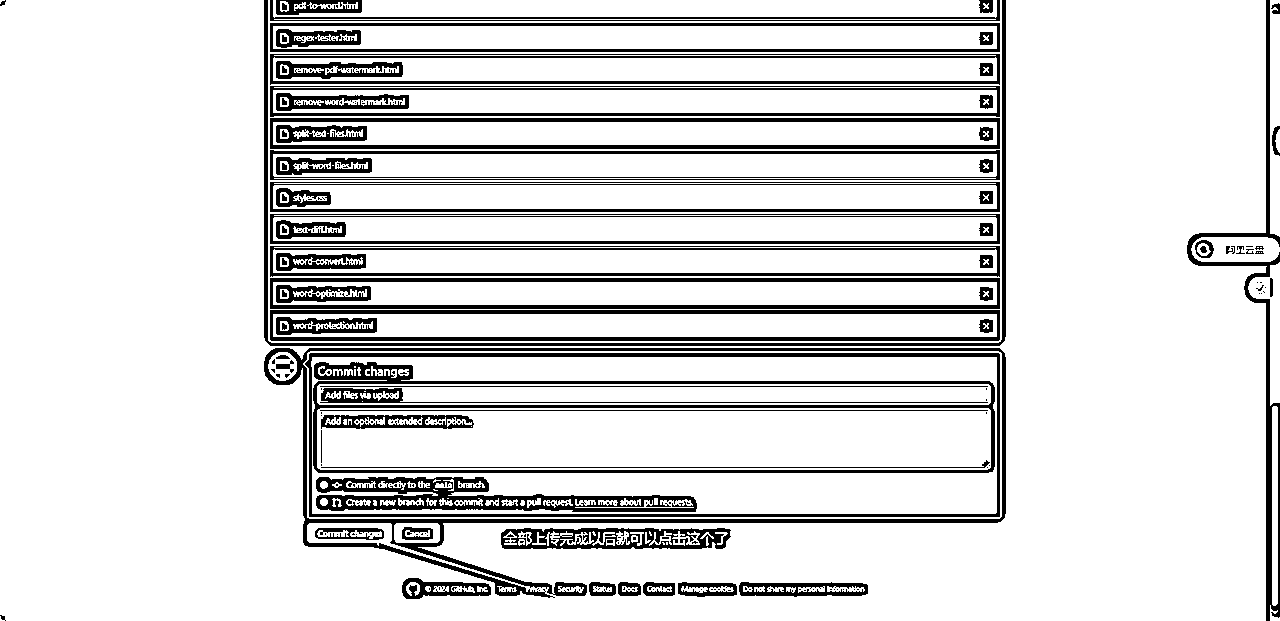 pdf-to-word.html
regex-tester.html
remove-pdf-watermark.html
remove-word-watermark.html
split-text-files.html
split-word-files.html
styles.css
text-diff.html
阿里云盘
word-convert.html
word-optimize.html
word-protection.html
Commit changes
Add files via upload
Add an optional extended description...
Commit directly to the main branch.
Create a new branch for this commit and start a pull request. Learn more about pull requests.
Commit changes Cancel
全部上传完成以后就可以点击这个了
© 2024 GitHub, Inc. Terms Privacy Security Status Docs Contact Manage cookies Do not share my personal information